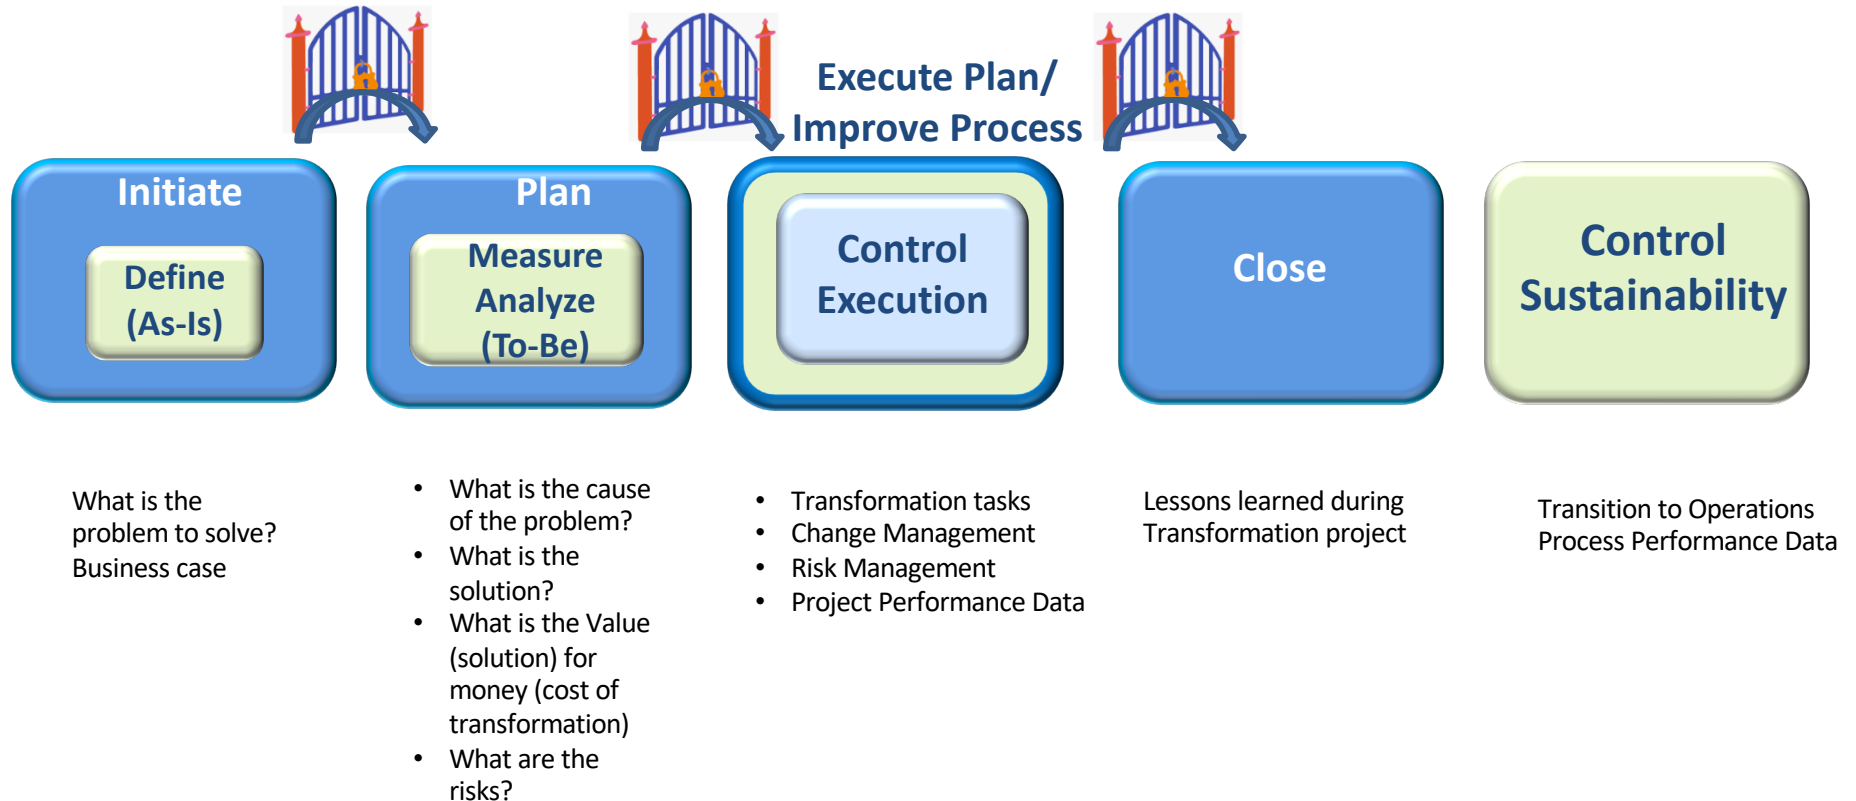 Execute Plan/
Improve Process
Initiate
Define
(As-Is)
Plan
Measure
Analyze
(To-Be)
Control
Execution
Close
Control
Sustainability
What is the
problem to solve?
Business case
• What is the cause
of the problem?
• What is the
solution?
• What is the Value
(solution) for
money (cost of
transformation)
• What are the
risks?
• Transformation tasks
• Change Management
• Risk Management
• Project Performance Data
Lessons learned during
Transformation project
Transition to Operations
Process Performance Data